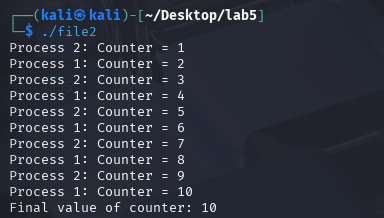 ┌──(kali㉿kali)-[~/Desktop/lab5]
└─$ ./file2
Process 2: Counter = 1
Process 1: Counter = 2
Process 2: Counter = 3
Process 1: Counter = 4
Process 2: Counter = 5
Process 1: Counter = 6
Process 2: Counter = 7
Process 1: Counter = 8
Process 2: Counter = 9
Process 1: Counter = 10
Final value of counter: 10